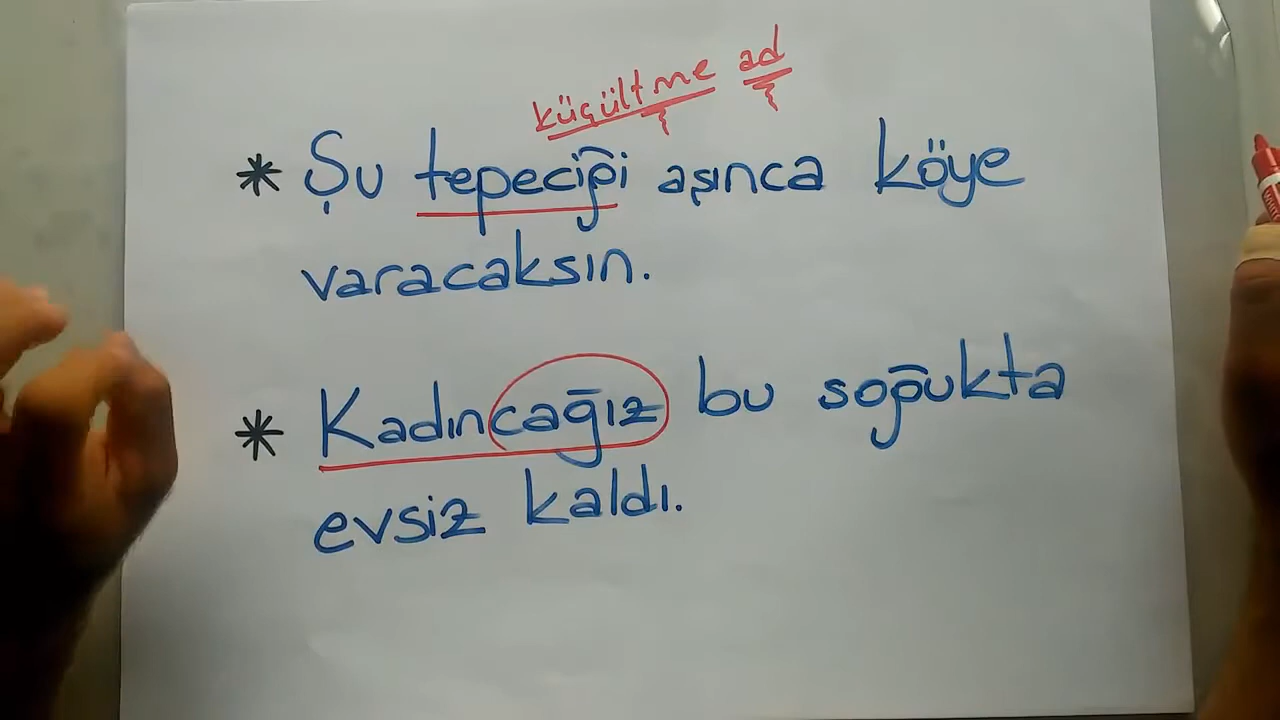 küçültme ad
* Şu tepeciği aşınca köye
varacaksın.
* Kadıncağız bu soğukta
evsiz kaldı.